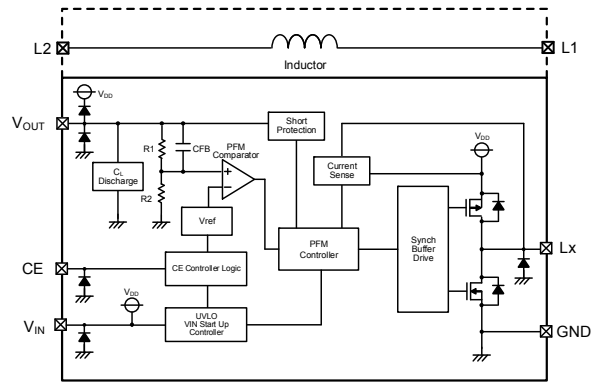 L2
L1
Inductor
VDD
VOUT
Short
Protection
R1
CFB
PFM
Comparator
VDD
CL
Discharge
+
−
Current
Sense
R2
Vref
Synch
Buffer
Drive
PFM
Controller
Lx
CE
CE Controller Logic
VDD
VIN
UVLO
VIN Start Up
Controller
GND